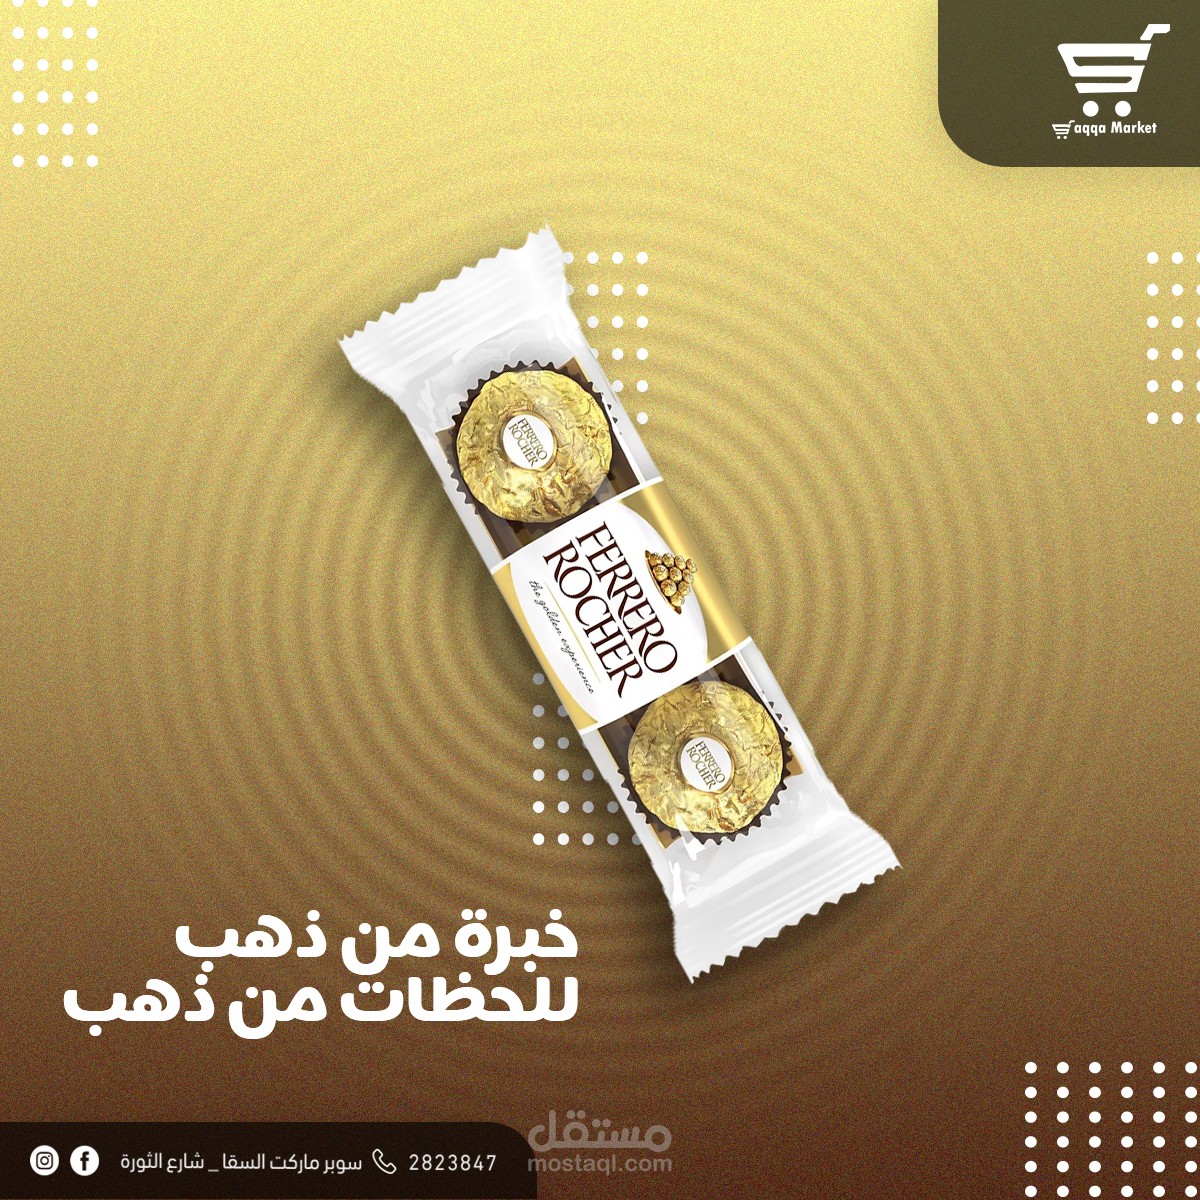 aqqa Market
FERRERO
ROCHER
FERRERO
ROCHER
the golden experience
FERRERO
ROCHER
خبرة من ذهب
للحظات من ذهب
سوبر ماركت السقا _ شارع الثورة
2823847
مستقل
mostaql.com